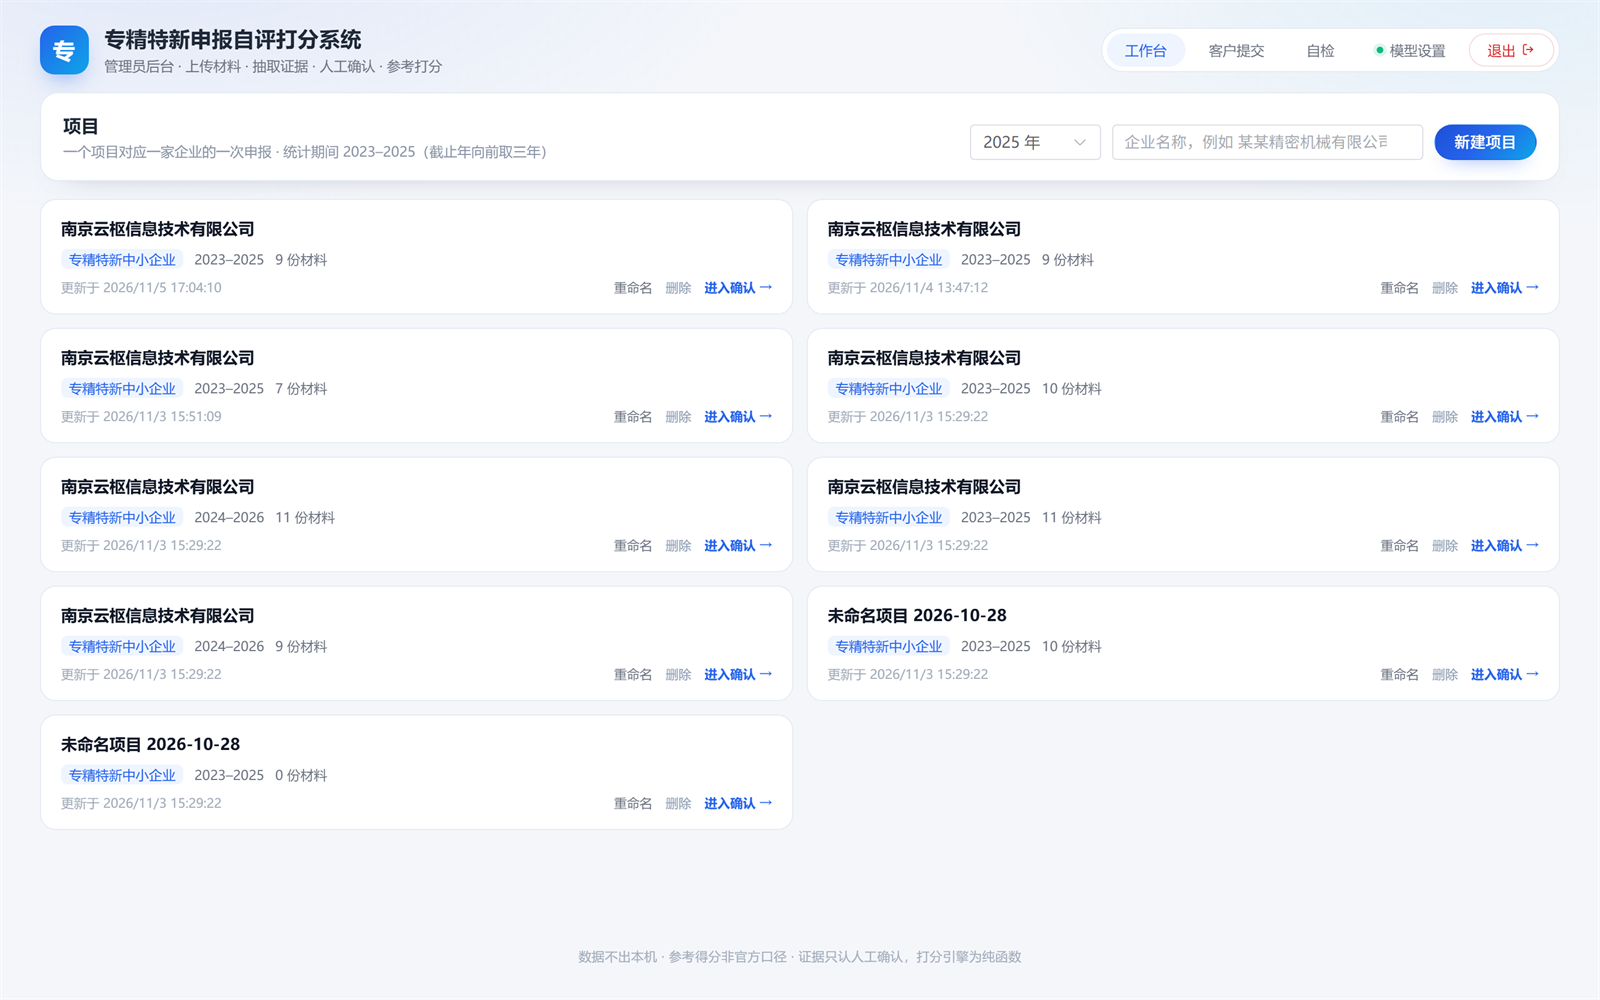 专
专精特新申报自评打分系统
管理员后台 · 上传材料 · 抽取证据 · 人工确认 · 参考打分
工作台 客户提交 自检 模型设置 退出
项目
一个项目对应一家企业的一次申报 · 统计期间 2023–2025（截止年向前取三年）
2025 年 企业名称，例如 某某精密机械有限公司 新建项目
南京云枢信息技术有限公司
专精特新中小企业 2023–2025 9 份材料
更新于 2026/11/5 17:04:10 重命名 删除 进入确认 →
南京云枢信息技术有限公司
专精特新中小企业 2023–2025 9 份材料
更新于 2026/11/4 13:47:12 重命名 删除 进入确认 →
南京云枢信息技术有限公司
专精特新中小企业 2023–2025 7 份材料
更新于 2026/11/3 15:51:09 重命名 删除 进入确认 →
南京云枢信息技术有限公司
专精特新中小企业 2023–2025 10 份材料
更新于 2026/11/3 15:29:22 重命名 删除 进入确认 →
南京云枢信息技术有限公司
专精特新中小企业 2024–2026 11 份材料
更新于 2026/11/3 15:29:22 重命名 删除 进入确认 →
南京云枢信息技术有限公司
专精特新中小企业 2023–2025 11 份材料
更新于 2026/11/3 15:29:22 重命名 删除 进入确认 →
南京云枢信息技术有限公司
专精特新中小企业 2024–2026 9 份材料
更新于 2026/11/3 15:29:22 重命名 删除 进入确认 →
未命名项目 2026-10-28
专精特新中小企业 2023–2025 10 份材料
更新于 2026/11/3 15:29:22 重命名 删除 进入确认 →
未命名项目 2026-10-28
专精特新中小企业 2023–2025 0 份材料
更新于 2026/11/3 15:29:22 重命名 删除 进入确认 →
数据不出本机 · 参考得分非官方口径 · 证据只认人工确认，打分引擎为纯函数